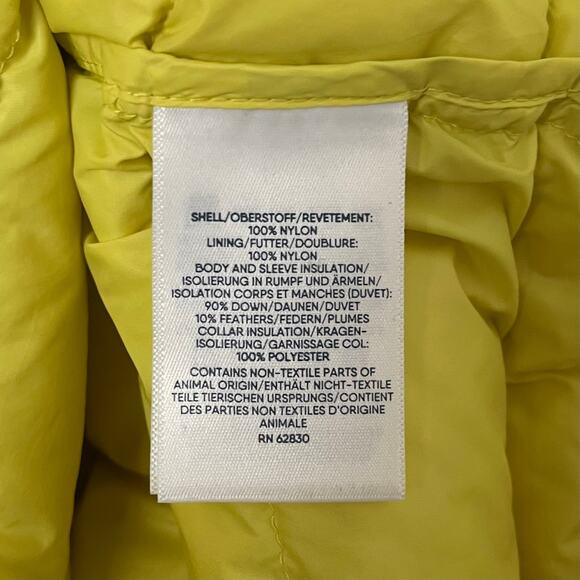 SHELL/OBERSTOFF/REVETEMENT:
100% NYLON
LINING/FUTTER/DOUBLURE:
100% NYLON
BODY AND SLEEVE INSULATION/
ISOLIERUNG IN RUMPF UND ÄRMELN/
ISOLATION CORPS ET MANCHES (DUVET):
90% DOWN/DAUNEN/DUVET
10% FEATHERS/FEDERN/PLUMES
COLLAR INSULATION/KRAGEN-
ISOLIERUNG/GARNISSAGE COL:
100% POLYESTER
CONTAINS NON-TEXTILE PARTS OF
ANIMAL ORIGIN/ENTHÄLT NICHT-TEXTILE
TEILE TIERISCHEN URSPRUNGS/CONTIENT
DES PARTIES NON TEXTILES D'ORIGINE
ANIMALE
RN 62830